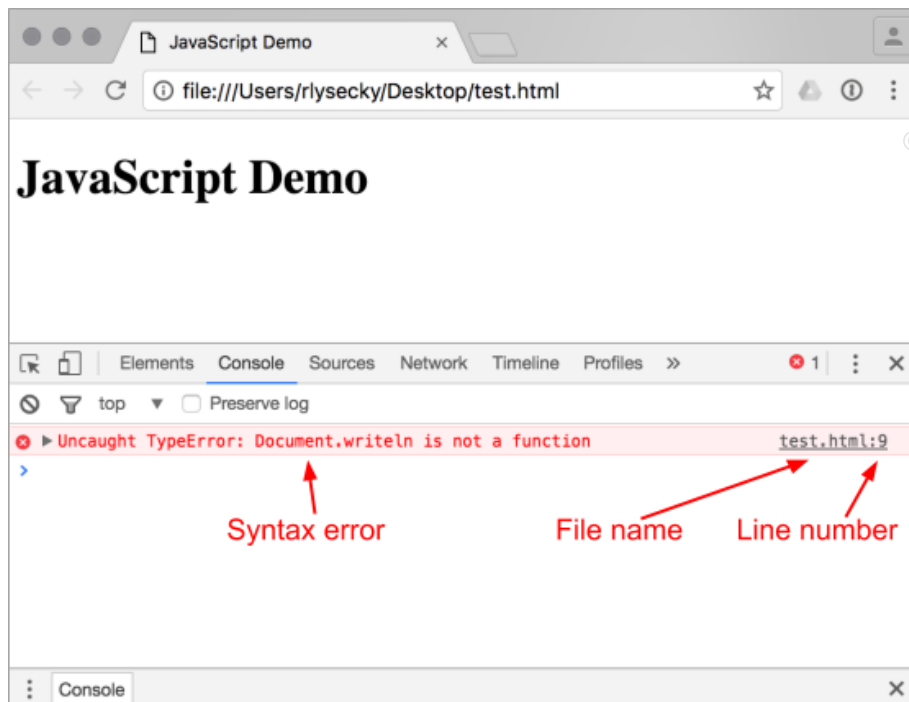 JavaScript Demo
file:///Users/rlysecky/Desktop/test.html
JavaScript Demo
Elements Console Sources Network Timeline Profiles » 1
top Preserve log
Uncaught TypeError: Document.writeln is not a function test.html:9
Syntax error File name Line number
Console